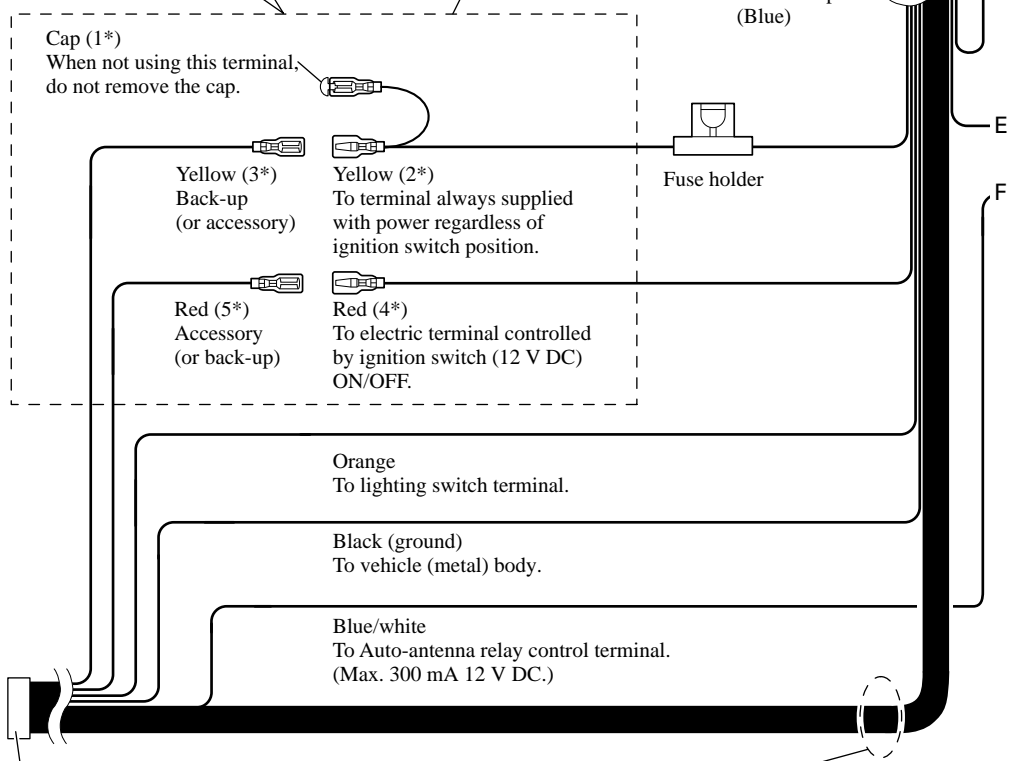 (Blue)
Cap (1*)
When not using this terminal,
do not remove the cap.
E
Yellow (3*)
Back-up
(or accessory)
Yellow (2*)
To terminal always supplied
with power regardless of
ignition switch position.
Fuse holder
F
Red (5*)
Accessory
(or back-up)
Red (4*)
To electric terminal controlled
by ignition switch (12 V DC)
ON/OFF.
Orange
To lighting switch terminal.
Black (ground)
To vehicle (metal) body.
Blue/white
To Auto-antenna relay control terminal.
(Max. 300 mA 12 V DC.)